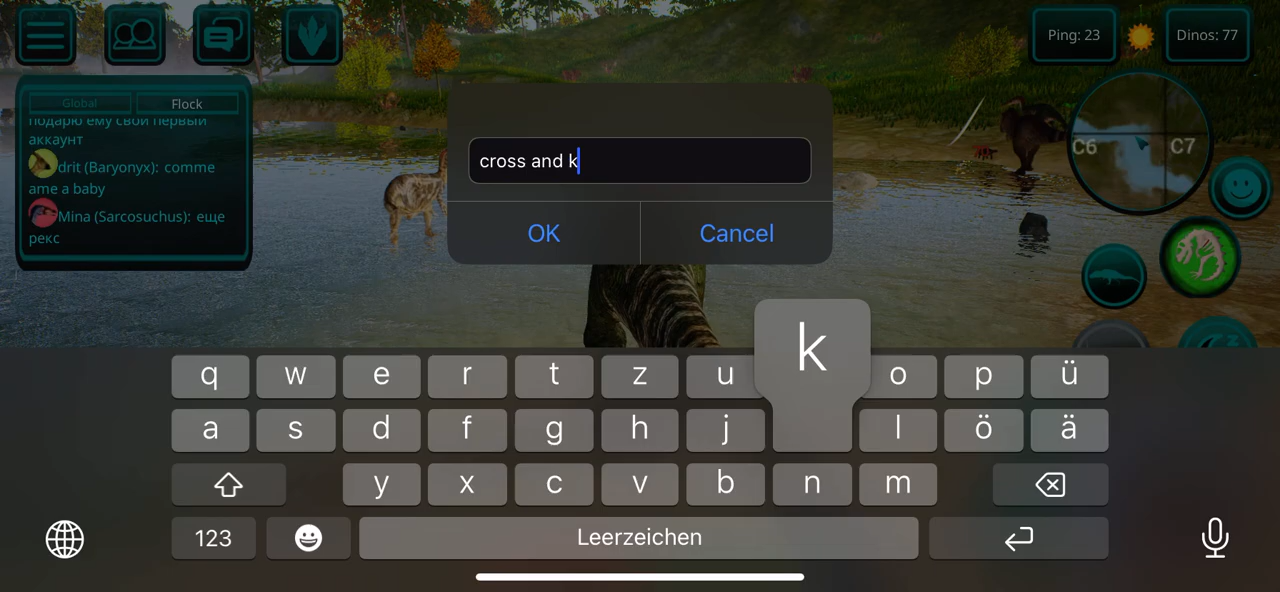 Ping: 23
Dinos: 77
Global
Flock
подарю ему свой первый
аккаунт
drit (Baryonyx): comme
ame a baby
Mina (Sarcosuchus): еще
рекс
cross and k
OK
Cancel
C6
C7
k
q w e r t z u o p ü
a s d f g h j l ö ä
y x c v b n m
123
Leerzeichen